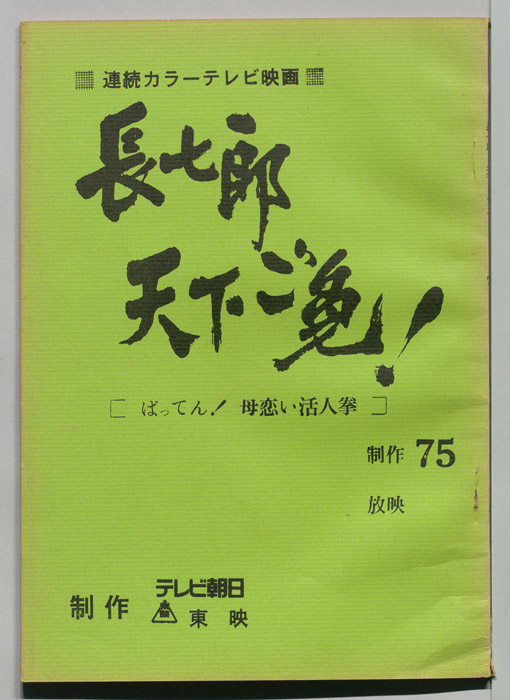 連続カラーテレビ映画
長七郎
天下ご免!
[ ばってん! 母恋い活人拳 ]
制作 75
放映
制作 テレビ朝日
東映